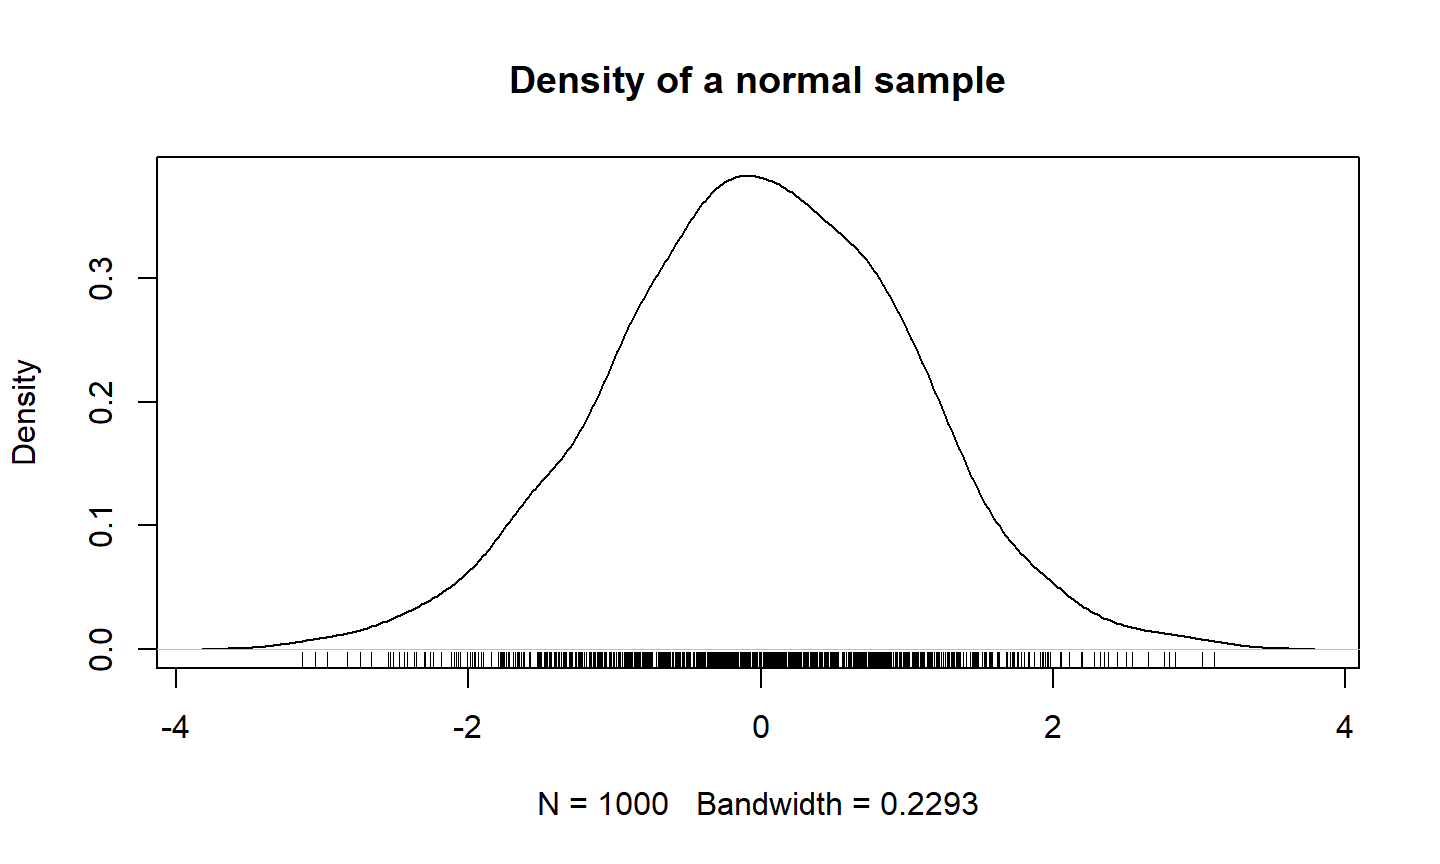 Density of a normal sample
Density
0.3
0.2
0.1
0.0
-4 -2 0 2 4
N = 1000 Bandwidth = 0.2293